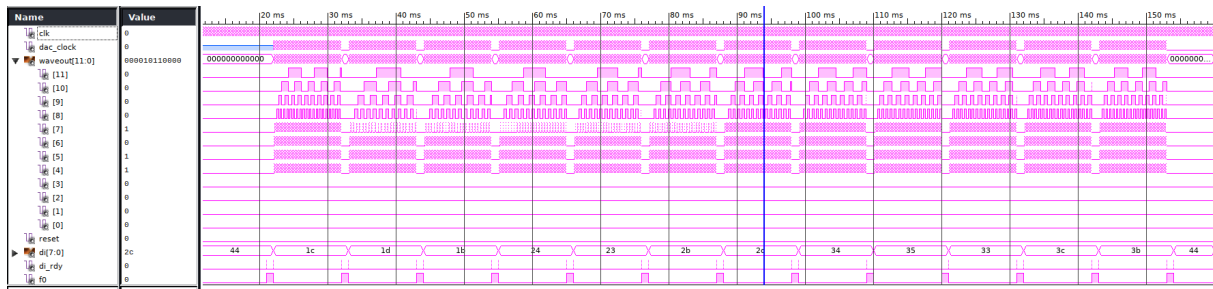 Name Value 20 ms 30 ms 40 ms 50 ms 60 ms 70 ms 80 ms 90 ms 100 ms 110 ms 120 ms 130 ms 140 ms 150 ms
clk 0
dac_clock 0
waveout[11:0] 000010110000 000000000000 0000000...
[11] 0
[10] 0
[9] 0
[8] 0
[7] 1
[6] 0
[5] 1
[4] 1
[3] 0
[2] 0
[1] 0
[0] 0
reset 0
di[7:0] 2c 44 1c 1d 1b 24 23 2b 2c 34 35 33 3c 3b 44
di_rdy 0
f0 0